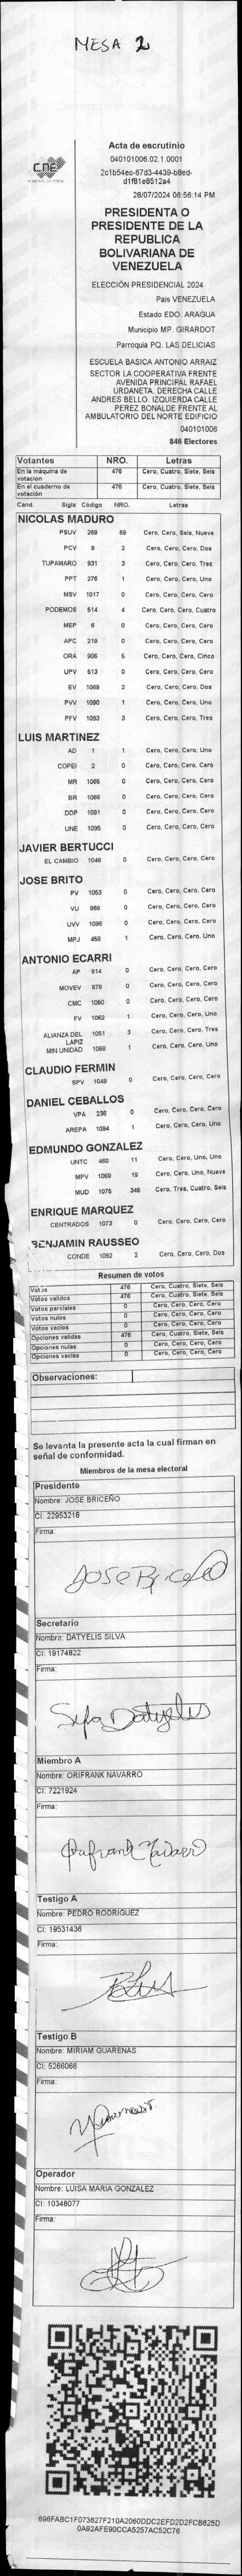 MESA 2
CNE
Acta de escrutinio
040101006.02.1.0001
2c1b54ec-67d3-4439-b8ed-
d1f81e8512a4
28/07/2024 06:56:14 PM
PRESIDENTA O
PRESIDENTE DE LA
REPUBLICA
BOLIVARIANA DE
VENEZUELA
ELECCIÓN PRESIDENCIAL 2024
Pais VENEZUELA
Estado EDO. ARAGUA
Municipio MP. GIRARDOT
Parroquia PQ. LAS DELICIAS
ESCUELA BASICA ANTONIO ARRAIZ
SECTOR LA COOPERATIVA FRENTE
AVENIDA PRINCIPAL RAFAEL
URDANETA. DERECHA CALLE
ANDRES BELLO. IZQUIERDA CALLE
PEREZ BONALDE FRENTE AL
AMBULATORIO DEL NORTE EDIFICIO
040101006
846 Electores
Votantes NRO. Letras
En la máquina de votación 476 Cero, Cuatro, Siete, Seis
En el cuaderno de votación 476 Cero, Cuatro, Siete, Seis
Cand. Sigla Código NRO. Letras
NICOLAS MADURO
PSUV 269 69 Cero, Cero, Seis, Nueve
PCV 9 2 Cero, Cero, Cero, Dos
TUPAMARO 931 3 Cero, Cero, Cero, Tres
PPT 276 1 Cero, Cero, Cero, Uno
MSV 1017 0 Cero, Cero, Cero, Cero
PODEMOS 514 4 Cero, Cero, Cero, Cuatro
MEP 6 0 Cero, Cero, Cero, Cero
APC 219 0 Cero, Cero, Cero, Cero
ORA 906 5 Cero, Cero, Cero, Cinco
UPV 513 0 Cero, Cero, Cero, Cero
EV 1089 2 Cero, Cero, Cero, Dos
PVV 1090 1 Cero, Cero, Cero, Uno
PFV 1093 3 Cero, Cero, Cero, Tres
LUIS MARTINEZ
AD 1 1 Cero, Cero, Cero, Uno
COPEI 2 0 Cero, Cero, Cero, Cero
MR 1065 0 Cero, Cero, Cero, Cero
BR 1066 0 Cero, Cero, Cero, Cero
DDP 1091 0 Cero, Cero, Cero, Cero
UNE 1095 0 Cero, Cero, Cero, Cero
JAVIER BERTUCCI
EL CAMBIO 1048 0 Cero, Cero, Cero, Cero
JOSE BRITO
PV 1053 0 Cero, Cero, Cero, Cero
VU 868 0 Cero, Cero, Cero, Cero
UVV 1096 0 Cero, Cero, Cero, Cero
MPJ 458 1 Cero, Cero, Cero, Uno
ANTONIO ECARRI
AP 814 0 Cero, Cero, Cero, Cero
MOVEV 878 0 Cero, Cero, Cero, Cero
CMC 1050 0 Cero, Cero, Cero, Cero
FV 1062 1 Cero, Cero, Cero, Uno
ALIANZA DEL LAPIZ 1051 3 Cero, Cero, Cero, Tres
MIN UNIDAD 1068 1 Cero, Cero, Cero, Uno
CLAUDIO FERMIN
SPV 1049 0 Cero, Cero, Cero, Cero
DANIEL CEBALLOS
VPA 236 0 Cero, Cero, Cero, Cero
AREPA 1094 1 Cero, Cero, Cero, Uno
EDMUNDO GONZALEZ
UNTC 460 11 Cero, Cero, Uno, Uno
MPV 1069 19 Cero, Cero, Uno, Nueve
MUD 1075 346 Cero, Tres, Cuatro, Seis
ENRIQUE MARQUEZ
CENTRADOS 1073 0 Cero, Cero, Cero, Cero
BENJAMIN RAUSSEO
CONDE 1092 2 Cero, Cero, Cero, Dos
Resumen de votos
Votos 476 Cero, Cuatro, Siete, Seis
Votos válidos 476 Cero, Cuatro, Siete, Seis
Votos parciales 0 Cero, Cero, Cero, Cero
Votos nulos 0 Cero, Cero, Cero, Cero
Votos vacíos 0 Cero, Cero, Cero, Cero
Opciones válidas 476 Cero, Cuatro, Siete, Seis
Opciones nulas 0 Cero, Cero, Cero, Cero
Opciones vacías 0 Cero, Cero, Cero, Cero
Observaciones:
Se levanta la presente acta la cual firman en
señal de conformidad.
Miembros de la mesa electoral
Presidente
Nombre: JOSE BRICEÑO
CI: 22953218
Firma:
Jose Briceño
Secretario
Nombre: DATYELIS SILVA
CI: 19174822
Firma:
Silva Datyelis
Miembro A
Nombre: ORIFRANK NAVARRO
CI: 7221924
Firma:
Orifrank Navarro
Testigo A
Nombre: PEDRO RODRIGUEZ
CI: 19531436
Firma:
Testigo B
Nombre: MIRIAM GUARENAS
CI: 5266066
Firma:
Operador
Nombre: LUISA MARIA GONZALEZ
CI: 10348077
Firma:
696FABC1F073627F210A2060DDC2EFD2D2FCB625D
0A92AFE90CCA5257AC52C76